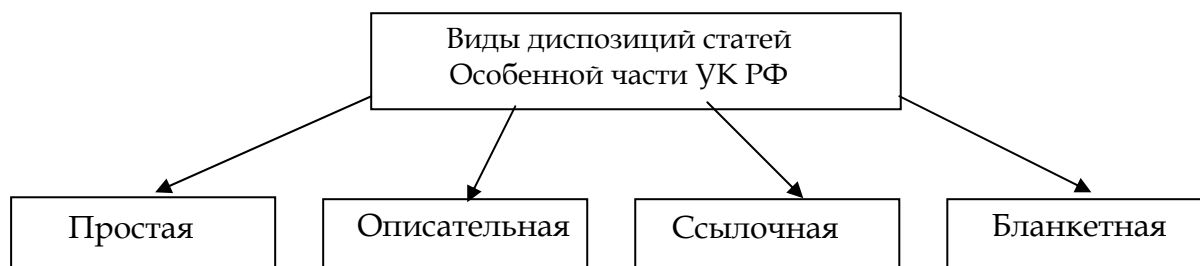 Виды диспозиций статей
Особенной части УК РФ
Простая
Описательная
Ссылочная
Бланкетная